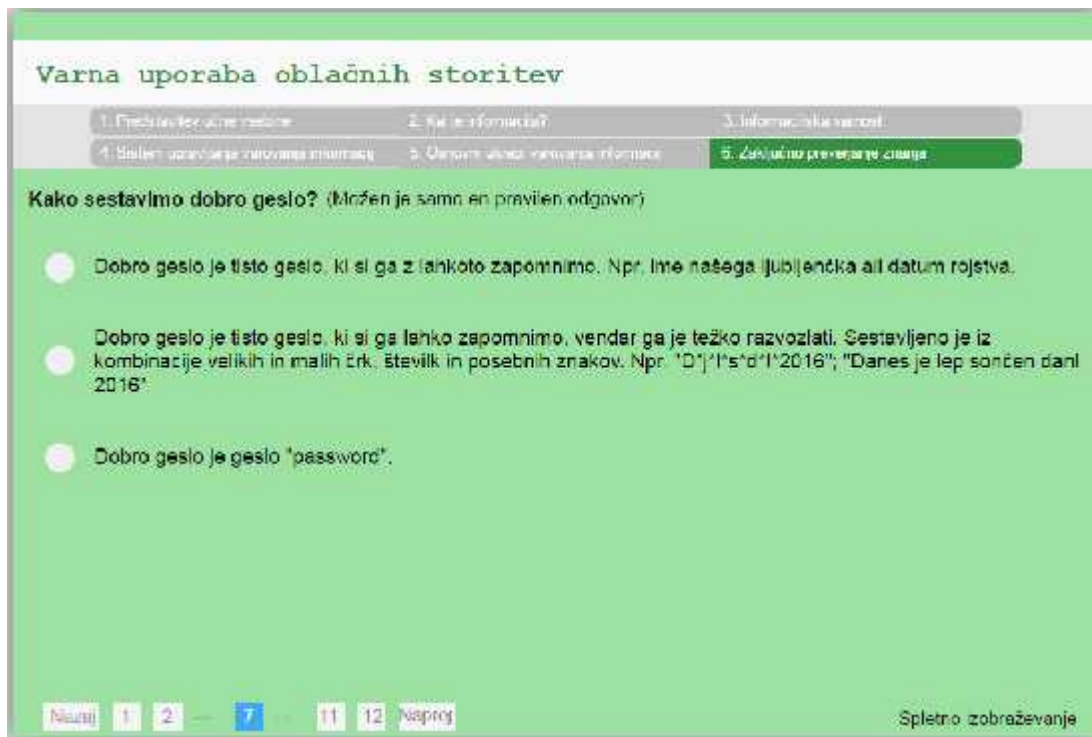 Varna uporaba oblačnih storitev
1. Predstavitev učne vsebine
2. Kaj je informacija?
3. Informacijska varnost
4. Sistem upravljanja varovanja informacij
5. Osnovni ukrepi varovanja informacij
6. Zaključno preverjanje znanja
Kako sestavimo dobro geslo? (Možen je samo en pravilen odgovor)
Dobro geslo je tisto geslo, ki si ga z lahkoto zapomnimo. Npr. ime našega ljubljenčka ali datum rojstva.
Dobro geslo je tisto geslo, ki si ga lahko zapomnimo, vendar ga je težko razvozlati. Sestavljeno je iz
kombinacije velikih in malih črk, številk in posebnih znakov. Npr. "D*j*l*s*d*!*2016"; "Danes je lep sončen dan!
2016"
Dobro geslo je geslo "password".
Nazaj 1 2 ... 7 ... 11 12 Naprej
Spletno izobraževanje